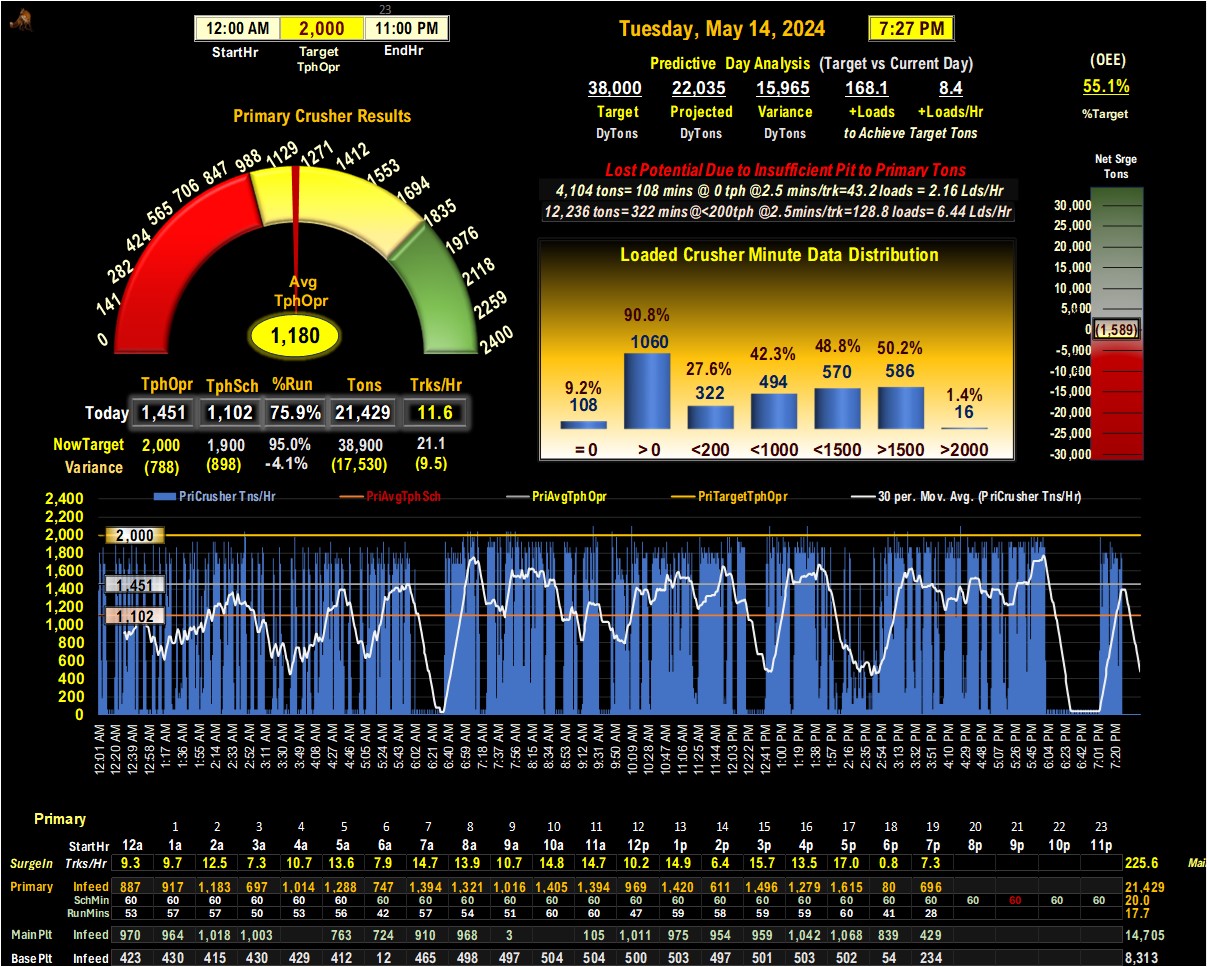 23
12:00 AM 2,000 11:00 PM
StartHr Target TphOpr EndHr
Tuesday, May 14, 2024 7:27 PM
Predictive Day Analysis (Target vs Current Day)
38,000 22,035 15,965 168.1 8.4
Target Projected Variance +Loads +Loads/Hr
DyTons DyTons DyTons to Achieve Target Tons
(OEE)
55.1%
%Target
Primary Crusher Results
0 141 282 424 565 706 847 988 1129 1271 1412 1553 1694 1835 1976 2118 2259 2400
Avg
TphOpr
1,180
Lost Potential Due to Insufficient Pit to Primary Tons
4,104 tons= 108 mins @ 0 tph @2.5 mins/trk=43.2 loads = 2.16 Lds/Hr
12,236 tons= 322 mins@<200tph @2.5mins/trk=128.8 loads= 6.44 Lds/Hr
Net Srge
Tons
30,000
25,000
20,000
15,000
10,000
5,000
0 (1,589)
-5,000
-10,000
-15,000
-20,000
-25,000
-30,000
Loaded Crusher Minute Data Distribution
9.2% 90.8% 27.6% 42.3% 48.8% 50.2% 1.4%
108 1060 322 494 570 586 16
=0 >0 <200 <1000 <1500 >1500 >2000
TphOpr TphSch %Run Tons Trks/Hr
Today 1,451 1,102 75.9% 21,429 11.6
NowTarget 2,000 1,900 95.0% 38,900 21.1
Variance (788) (898) -4.1% (17,530) (9.5)
PriCrusher Tns/Hr PriAvgTphSch PriAvgTphOpr PriTargetTphOpr 30 per. Mov. Avg. (PriCrusher Tns/Hr)
2,400
2,200
2,000 2,000
1,800
1,600
1,400 1,451
1,200
1,000 1,102
800
600
400
200
0
12:01 AM 12:20 AM 12:39 AM 12:58 AM 1:17 AM 1:36 AM 1:55 AM 2:14 AM 2:33 AM 2:52 AM 3:11 AM 3:30 AM 3:49 AM 4:08 AM 4:27 AM 4:46 AM 5:05 AM 5:24 AM 5:43 AM 6:02 AM 6:21 AM 6:40 AM 6:59 AM 7:18 AM 7:37 AM 7:56 AM 8:15 AM 8:34 AM 8:53 AM 9:12 AM 9:31 AM 9:50 AM 10:09 AM 10:28 AM 10:47 AM 11:06 AM 11:25 AM 11:44 AM 12:03 PM 12:22 PM 12:41 PM 1:00 PM 1:19 PM 1:38 PM 1:57 PM 2:16 PM 2:35 PM 2:54 PM 3:13 PM 3:32 PM 3:51 PM 4:10 PM 4:29 PM 4:48 PM 5:07 PM 5:26 PM 5:45 PM 6:04 PM 6:23 PM 6:42 PM 7:01 PM 7:20 PM
Primary
1 2 3 4 5 6 7 8 9 10 11 12 13 14 15 16 17 18 19 20 21 22 23
StartHr 12a 1a 2a 3a 4a 5a 6a 7a 8a 9a 10a 11a 12p 1p 2p 3p 4p 5p 6p 7p 8p 9p 10p 11p
SurgeIn Trks/Hr 9.3 9.7 12.5 7.3 10.7 13.6 7.9 14.7 13.9 10.7 14.8 14.7 10.2 14.9 6.4 15.7 13.5 17.0 0.8 7.3 225.6
Primary Infeed 887 917 1,183 697 1,014 1,288 747 1,394 1,321 1,016 1,405 1,394 969 1,420 611 1,496 1,279 1,615 80 696 21,429
SchMin 60 60 60 60 60 60 60 60 60 60 60 60 60 60 60 60 60 60 60 60 60 60 60 60 20.0
RunMins 53 57 57 50 53 56 42 57 54 51 60 60 47 59 58 59 59 60 41 28 17.7
MainPlt Infeed 970 964 1,018 1,003 763 724 910 968 3 105 1,011 975 954 959 1,042 1,068 839 429 14,705
BasePlt Infeed 423 430 415 430 429 412 12 465 498 497 504 504 500 503 497 501 503 502 54 234 8,313